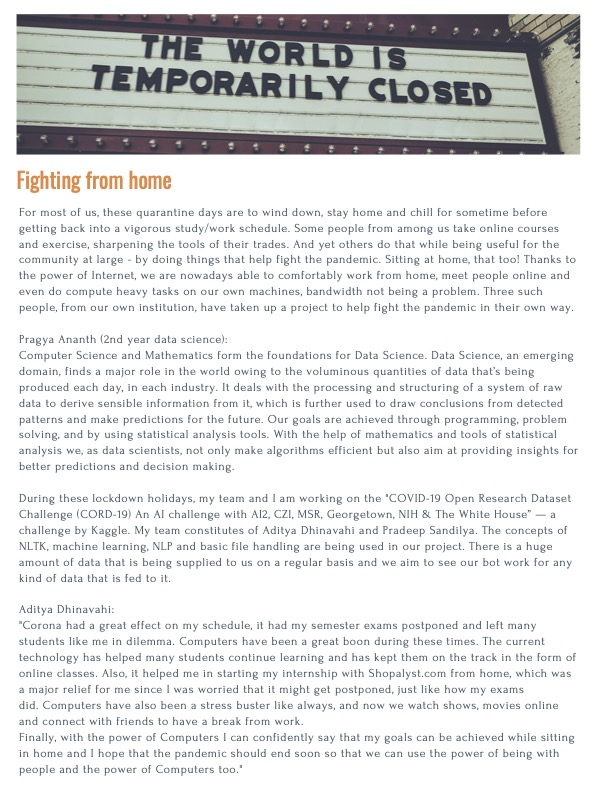 THE WORLD IS
TEMPORARILY CLOSED
Fighting from home
For most of us, these quarantine days are to wind down, stay home and chill for sometime before
getting back into a vigorous study/work schedule. Some people from among us take online courses
and exercise, sharpening the tools of their trades. And yet others do that while being useful for the
community at large - by doing things that help fight the pandemic. Sitting at home, that too! Thanks to
the power of Internet, we are nowadays able to comfortably work from home, meet people online and
even do compute heavy tasks on our own machines, bandwidth not being a problem. Three such
people, from our own institution, have taken up a project to help fight the pandemic in their own way.
Pragya Ananth (2nd year data science):
Computer Science and Mathematics form the foundations for Data Science. Data Science, an emerging
domain, finds a major role in the world owing to the voluminous quantities of data that's being
produced each day, in each industry. It deals with the processing and structuring of a system of raw
data to derive sensible information from it, which is further used to draw conclusions from detected
patterns and make predictions for the future. Our goals are achieved through programming, problem
solving, and by using statistical analysis tools. With the help of mathematics and tools of statistical
analysis we, as data scientists, not only make algorithms efficient but also aim at providing insights for
better predictions and decision making.
During these lockdown holidays, my team and I am working on the "COVID-19 Open Research Dataset
Challenge (CORD-19) An AI challenge with AI2, CZI, MSR, Georgetown, NIH & The White House" — a
challenge by Kaggle. My team constitutes of Aditya Dhinavahi and Pradeep Sandilya. The concepts of
NLTK, machine learning, NLP and basic file handling are being used in our project. There is a huge
amount of data that is being supplied to us on a regular basis and we aim to see our bot work for any
kind of data that is fed to it.
Aditya Dhinavahi:
"Corona had a great effect on my schedule, it had my semester exams postponed and left many
students like me in dilemma. Computers have been a great boon during these times. The current
technology has helped many students continue learning and has kept them on the track in the form of
online classes. Also, it helped me in starting my internship with Shopalyst.com from home, which was
a major relief for me since I was worried that it might get postponed, just like how my exams
did. Computers have also been a stress buster like always, and now we watch shows, movies online
and connect with friends to have a break from work.
Finally, with the power of Computers I can confidently say that my goals can be achieved while sitting
in home and I hope that the pandemic should end soon so that we can use the power of being with
people and the power of Computers too."